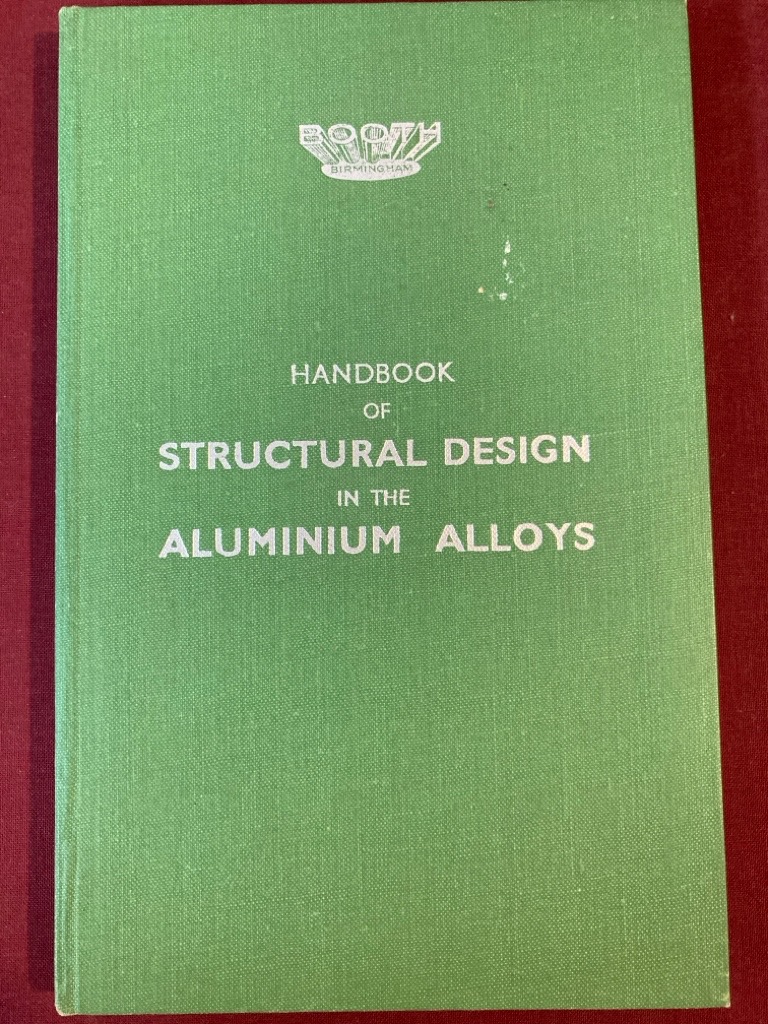 BOOTH
BIRMINGHAM
HANDBOOK
OF
STRUCTURAL DESIGN
IN THE
ALUMINIUM ALLOYS